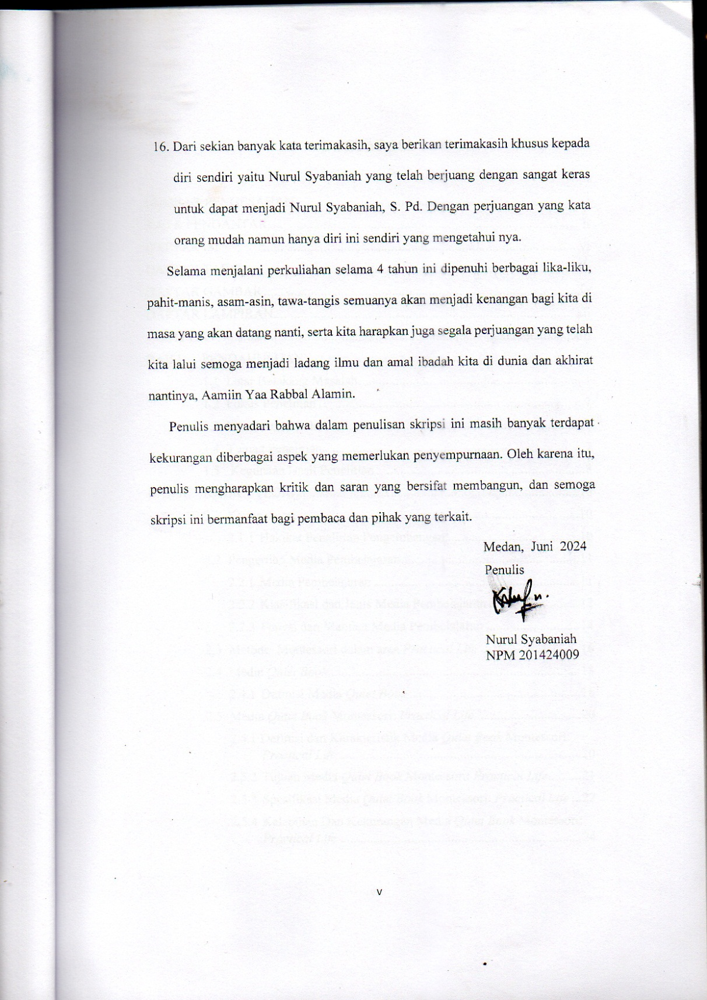 16. Dari sekian banyak kata terimakasih, saya berikan terimakasih khusus kepada
diri sendiri yaitu Nurul Syabaniah yang telah berjuang dengan sangat keras
untuk dapat menjadi Nurul Syabaniah, S. Pd. Dengan perjuangan yang kata
orang mudah namun hanya diri ini sendiri yang mengetahui nya.
Selama menjalani perkuliahan selama 4 tahun ini dipenuhi berbagai lika-liku,
pahit-manis, asam-asin, tawa-tangis semuanya akan menjadi kenangan bagi kita di
masa yang akan datang nanti, serta kita harapkan juga segala perjuangan yang telah
kita lalui semoga menjadi ladang ilmu dan amal ibadah kita di dunia dan akhirat
nantinya, Aamiin Yaa Rabbal Alamin.
Penulis menyadari bahwa dalam penulisan skripsi ini masih banyak terdapat
kekurangan diberbagai aspek yang memerlukan penyempurnaan. Oleh karena itu,
penulis mengharapkan kritik dan saran yang bersifat membangun, dan semoga
skripsi ini bermanfaat bagi pembaca dan pihak yang terkait.
Medan, Juni 2024
Penulis
Nurul Syabaniah
NPM 201424009
v